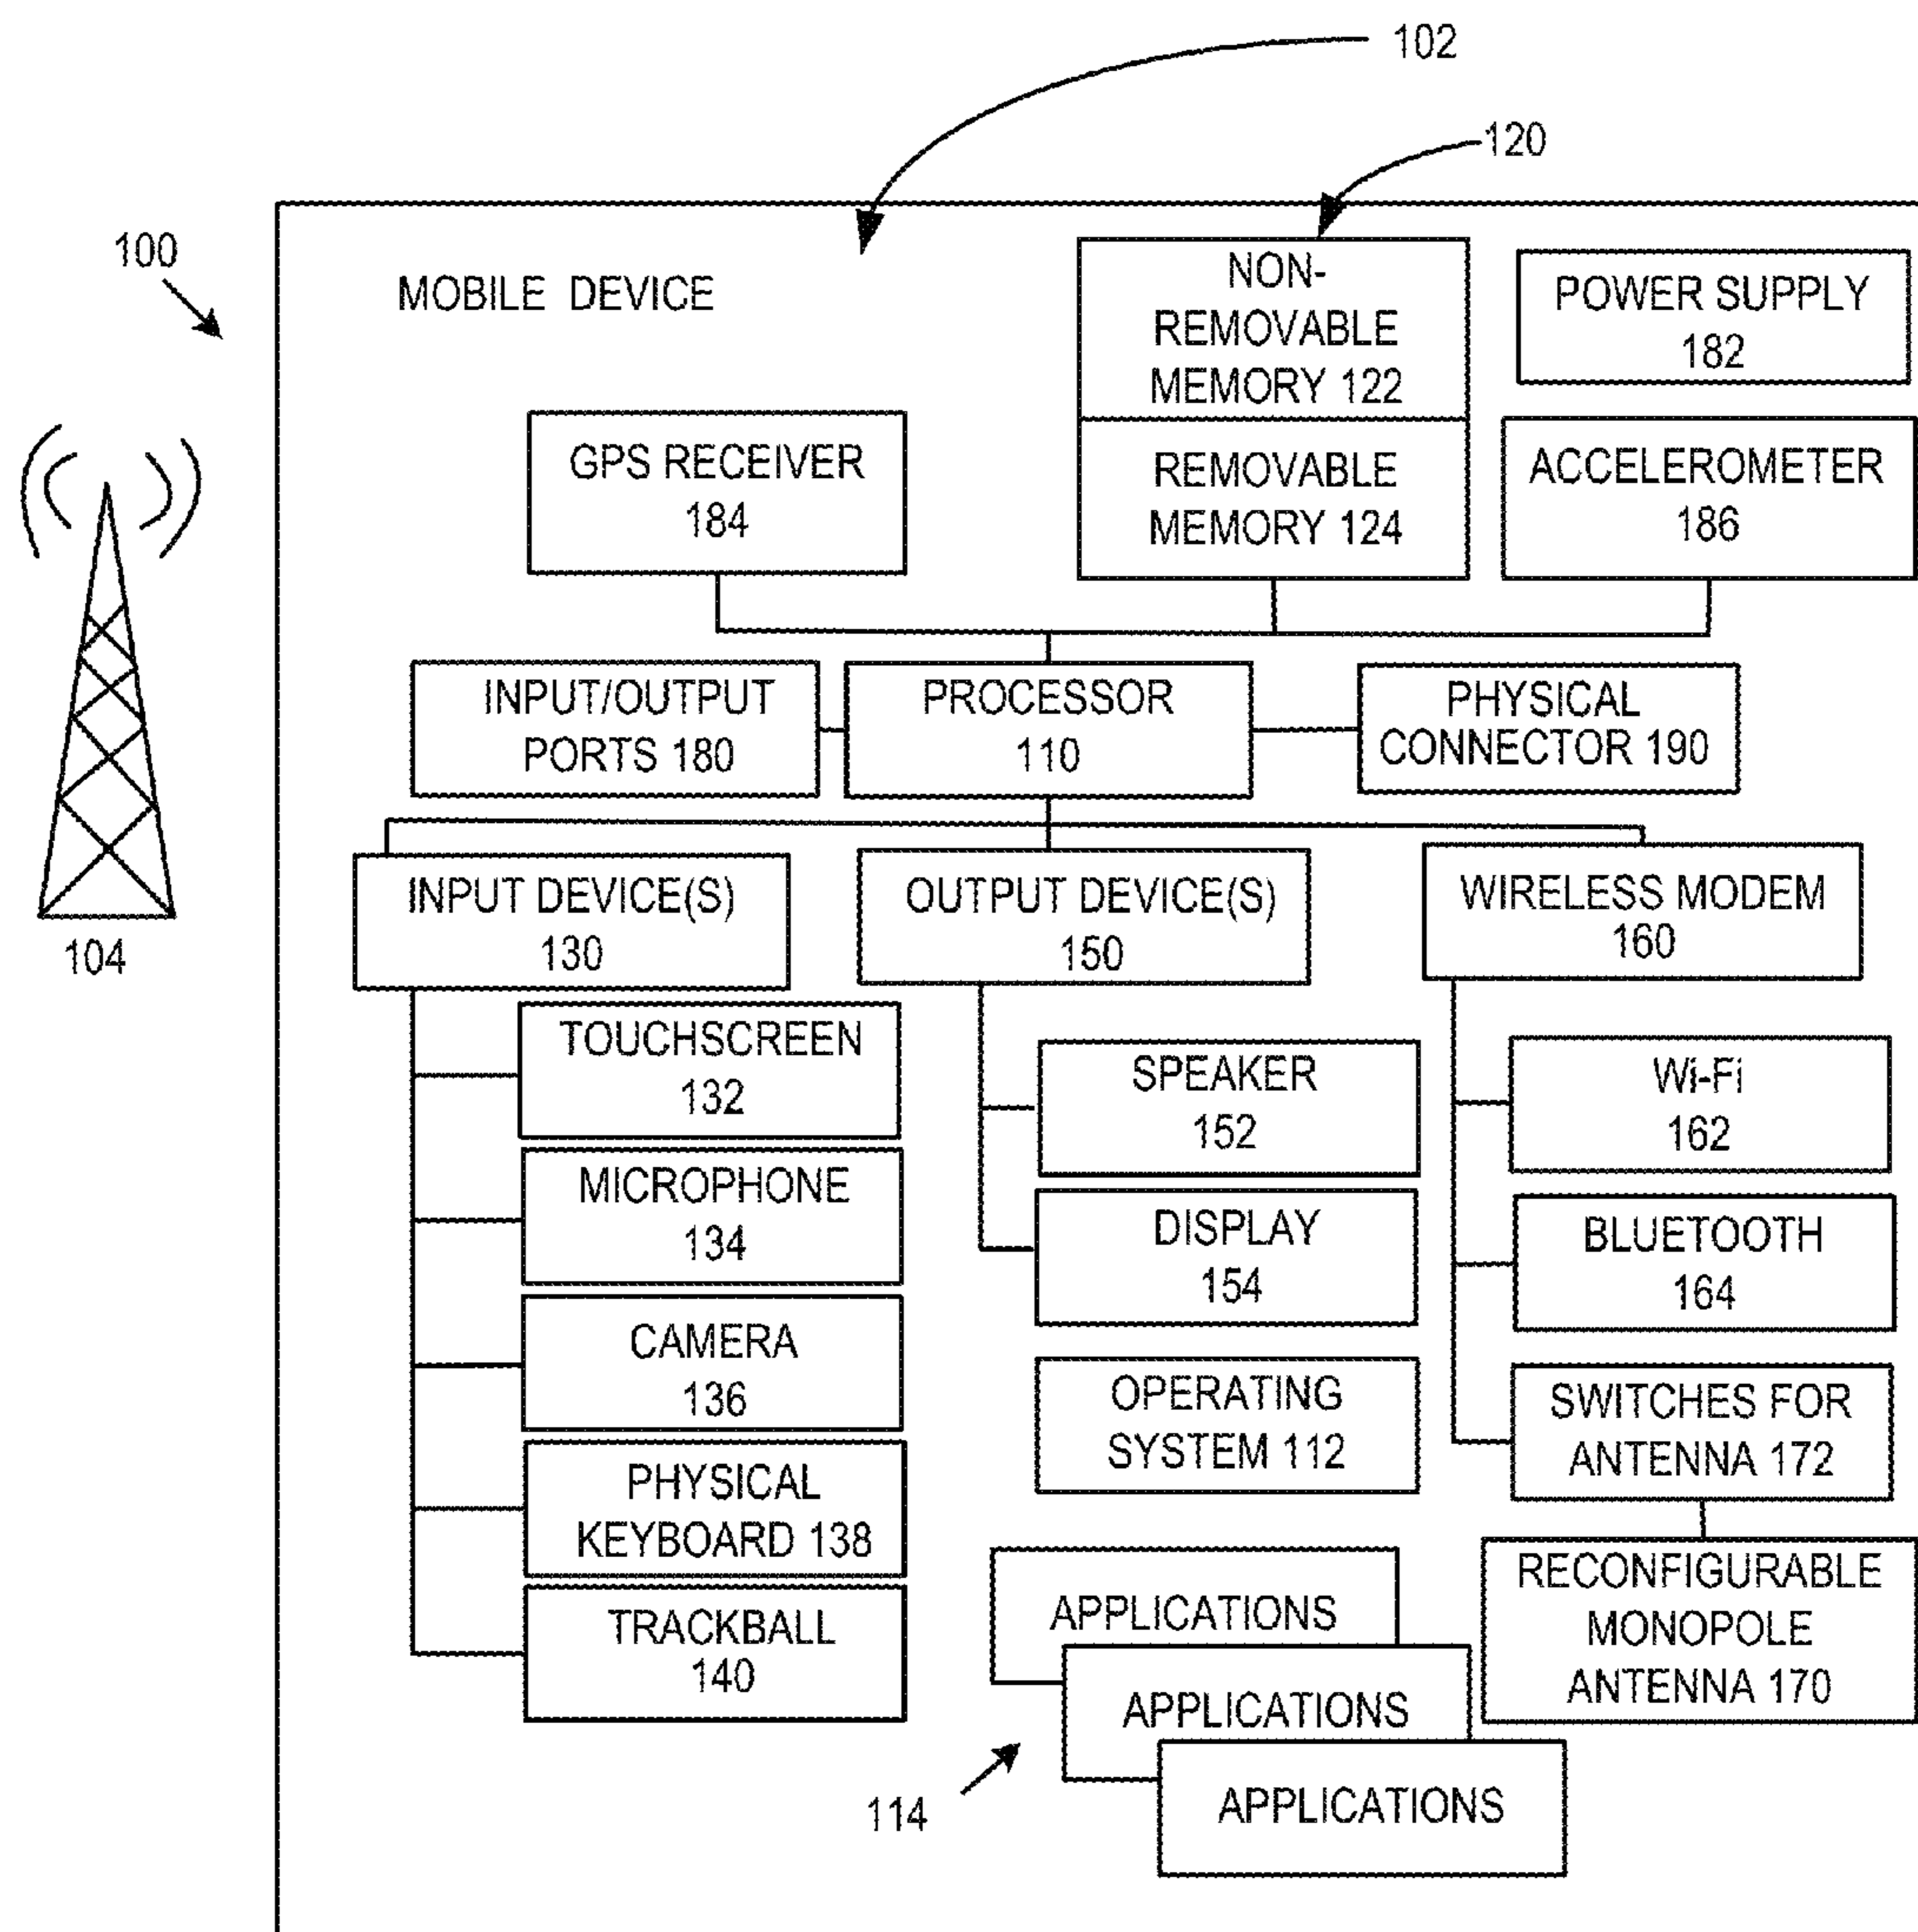 102
120
100
MOBILE DEVICE
NON-
REMOVABLE
MEMORY 122
POWER SUPPLY
182
GPS RECEIVER
184
REMOVABLE
MEMORY 124
ACCELEROMETER
186
INPUT/OUTPUT
PORTS 180
PROCESSOR
110
PHYSICAL
CONNECTOR 190
104
INPUT DEVICE(S)
130
OUTPUT DEVICE(S)
150
WIRELESS MODEM
160
TOUCHSCREEN
132
MICROPHONE
134
CAMERA
136
PHYSICAL
KEYBOARD 138
TRACKBALL
140
SPEAKER
152
DISPLAY
154
OPERATING
SYSTEM 112
Wi-Fi
162
BLUETOOTH
164
SWITCHES FOR
ANTENNA 172
RECONFIGURABLE
MONOPOLE
ANTENNA 170
APPLICATIONS
APPLICATIONS
APPLICATIONS
114